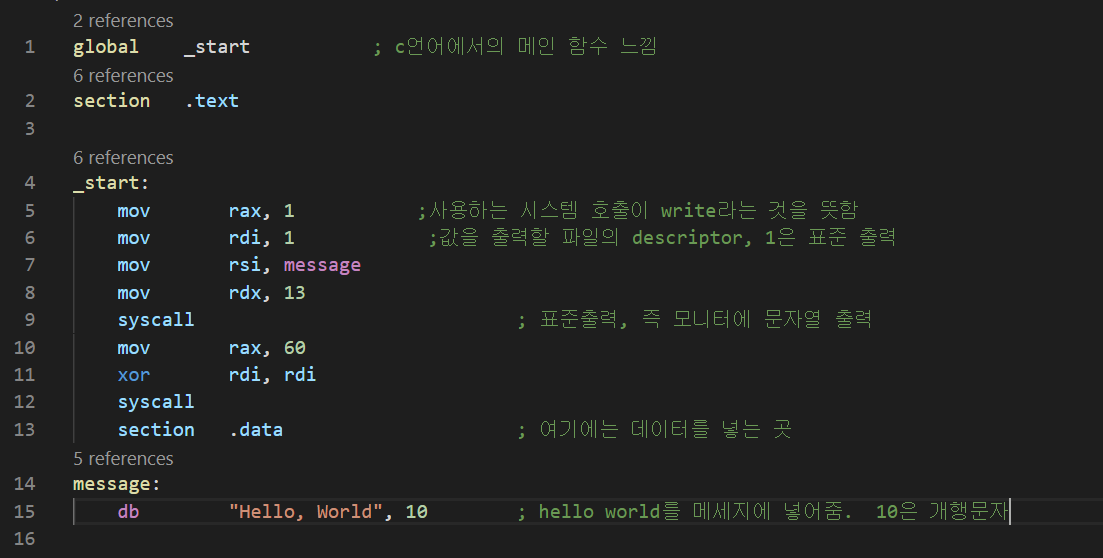 2 references
1 global _start ; c언어에서의 메인 함수 느낌
6 references
2 section .text
3
6 references
4 _start:
5 mov rax, 1 ;사용하는 시스템 호출이 write라는 것을 뜻함
6 mov rdi, 1 ;값을 출력할 파일의 descriptor, 1은 표준 출력
7 mov rsi, message
8 mov rdx, 13
9 syscall ; 표준출력, 즉 모니터에 문자열 출력
10 mov rax, 60
11 xor rdi, rdi
12 syscall
13 section .data ; 여기에는 데이터를 넣는 곳
5 references
14 message:
15 db "Hello, World", 10 ; hello world를 메세지에 넣어줌. 10은 개행문자
16